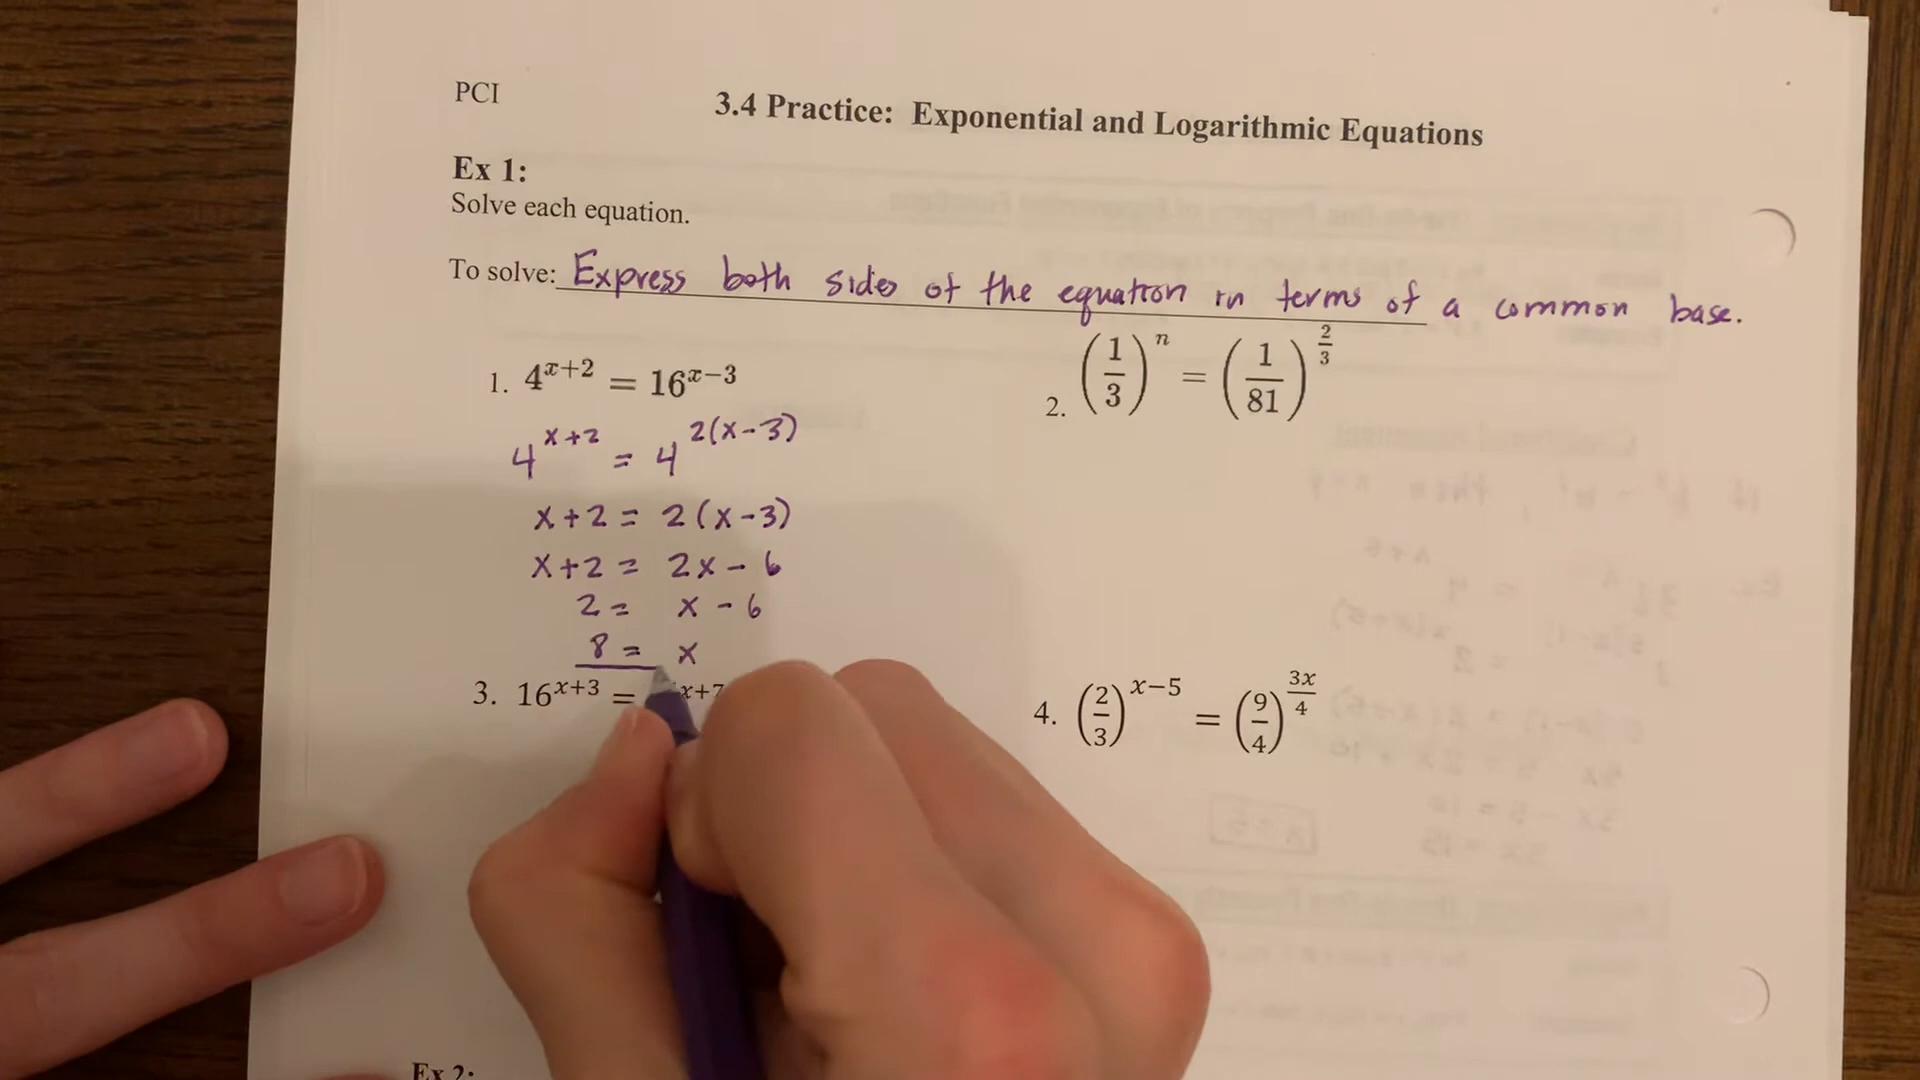 PCI
3.4 Practice: Exponential and Logarithmic Equations
Ex 1:
Solve each equation.
To solve: Express both sides of the equation in terms of a common base.
1. 4^{x+2} = 16^{x-3}
4^{x+2} = 4^{2(x-3)}
x+2 = 2(x-3)
x+2 = 2x-6
2 = x-6
8 = x
2. (1/3)^n = (1/81)^{2/3}
3. 16^{x+3} = x+7
4. (2/3)^{x-5} = (9/4)^{3x/4}
Ex 2: